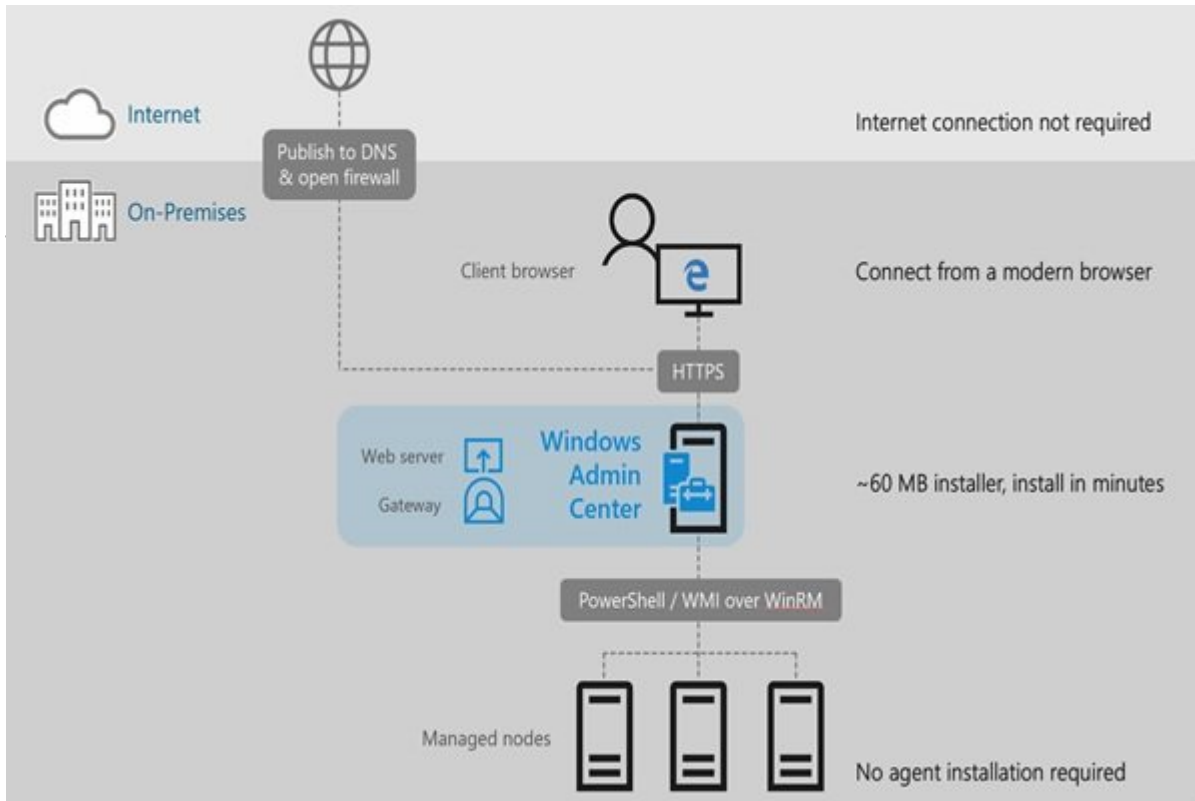 Internet
Internet connection not required
Publish to DNS
& open firewall
On-Premises
Client browser
Connect from a modern browser
HTTPS
Web server
Gateway
Windows
Admin
Center
~60 MB installer, install in minutes
PowerShell / WMI over WinRM
Managed nodes
No agent installation required